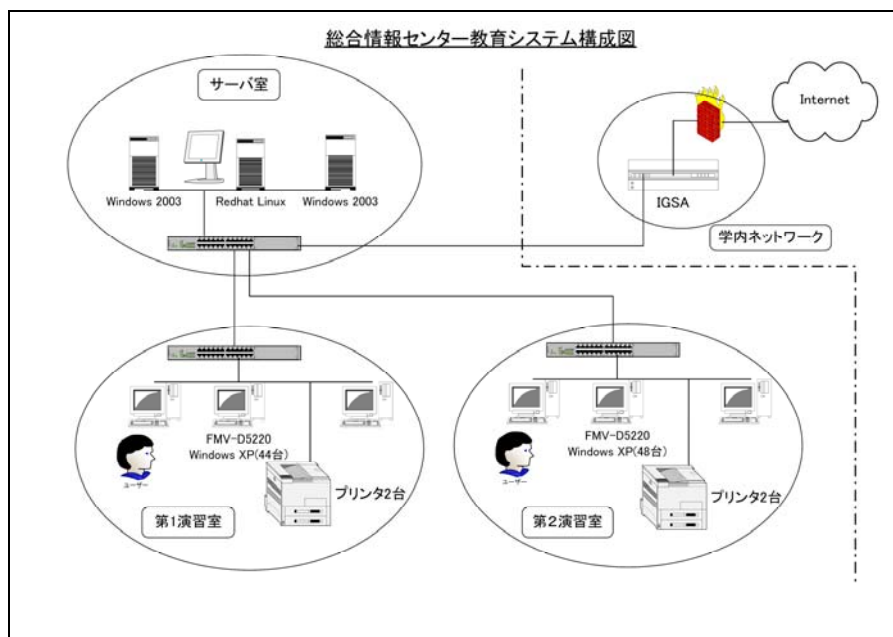 総合情報センター教育システム構成図
サーバ室
Internet
Windows 2003
Redhat Linux
Windows 2003
IGSA
学内ネットワーク
FMV-D5220
Windows XP(44台)
ユーザー
プリンタ2台
第1演習室
FMV-D5220
Windows XP(48台)
ユーザー
プリンタ2台
第2演習室